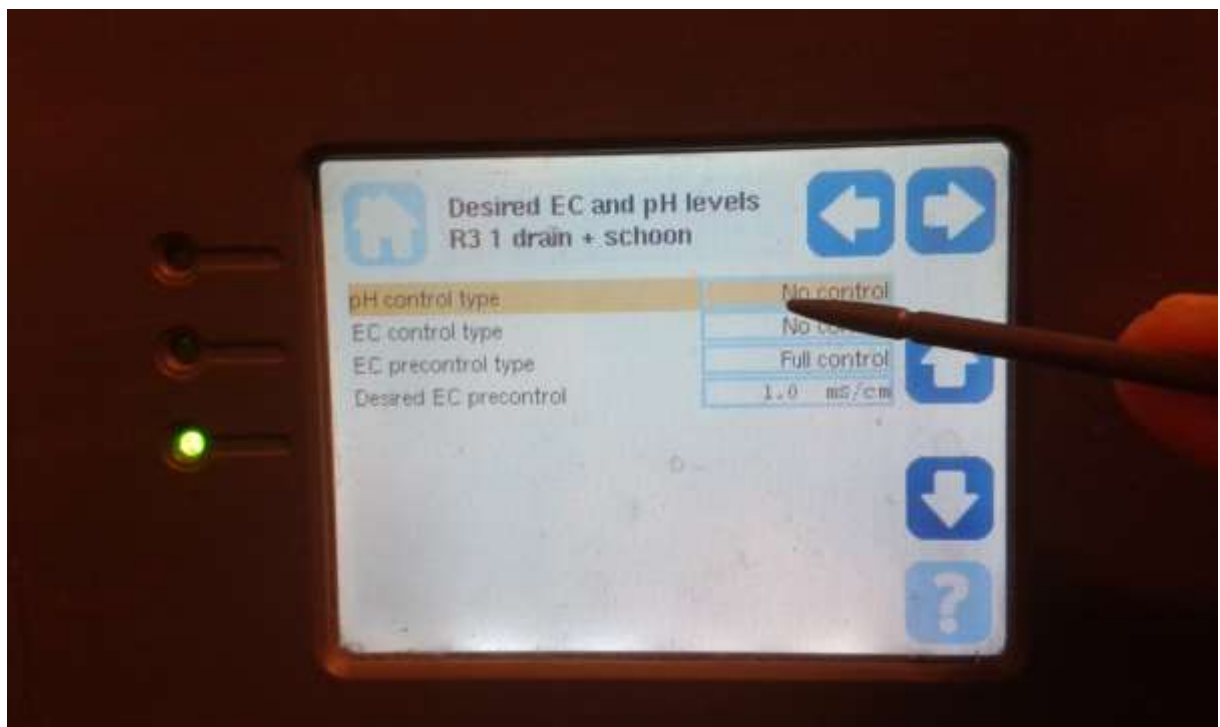 Desired EC and pH levels
R3 1 drain + schoon
pH control type No control
EC control type No
EC precontrol type Full control
Desired EC precontrol 1.0 mS/cm
?